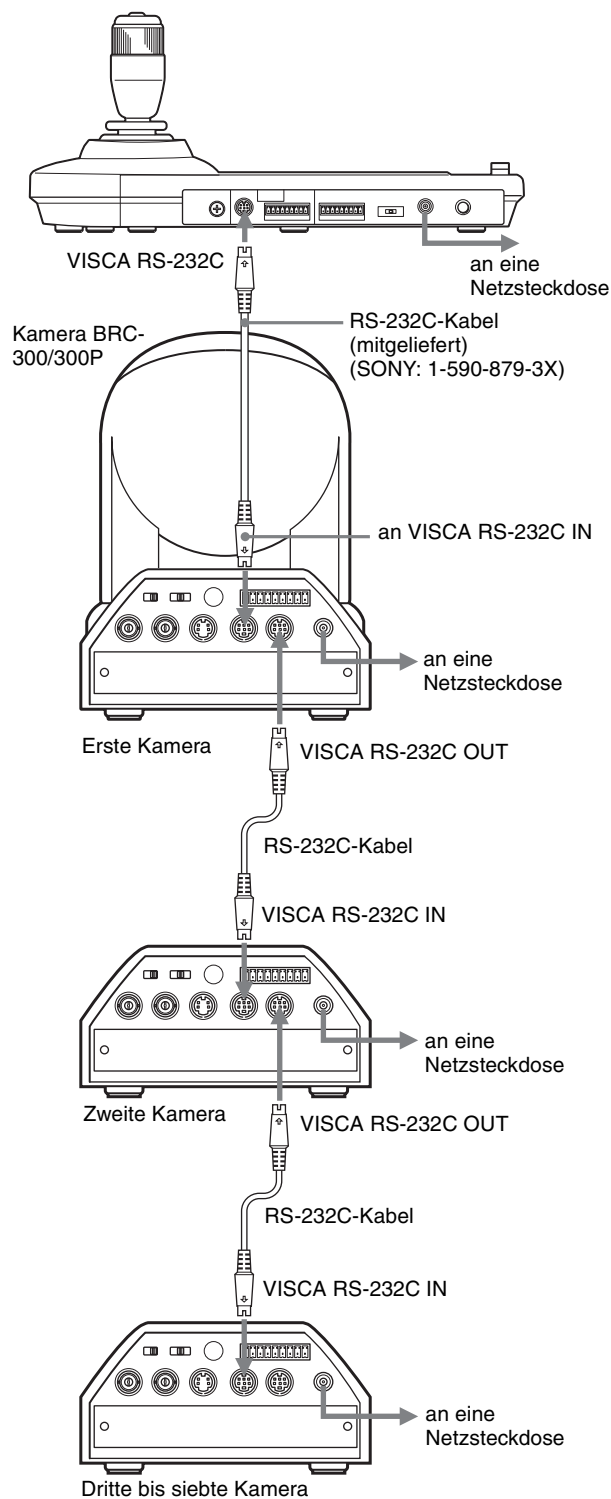 VISCA RS-232C
an eine
Netzsteckdose
Kamera BRC-
300/300P
RS-232C-Kabel
(mitgeliefert)
(SONY: 1-590-879-3X)
an VISCA RS-232C IN
an eine
Netzsteckdose
Erste Kamera
VISCA RS-232C OUT
RS-232C-Kabel
VISCA RS-232C IN
an eine
Netzsteckdose
Zweite Kamera
VISCA RS-232C OUT
RS-232C-Kabel
VISCA RS-232C IN
an eine
Netzsteckdose
Dritte bis siebte Kamera